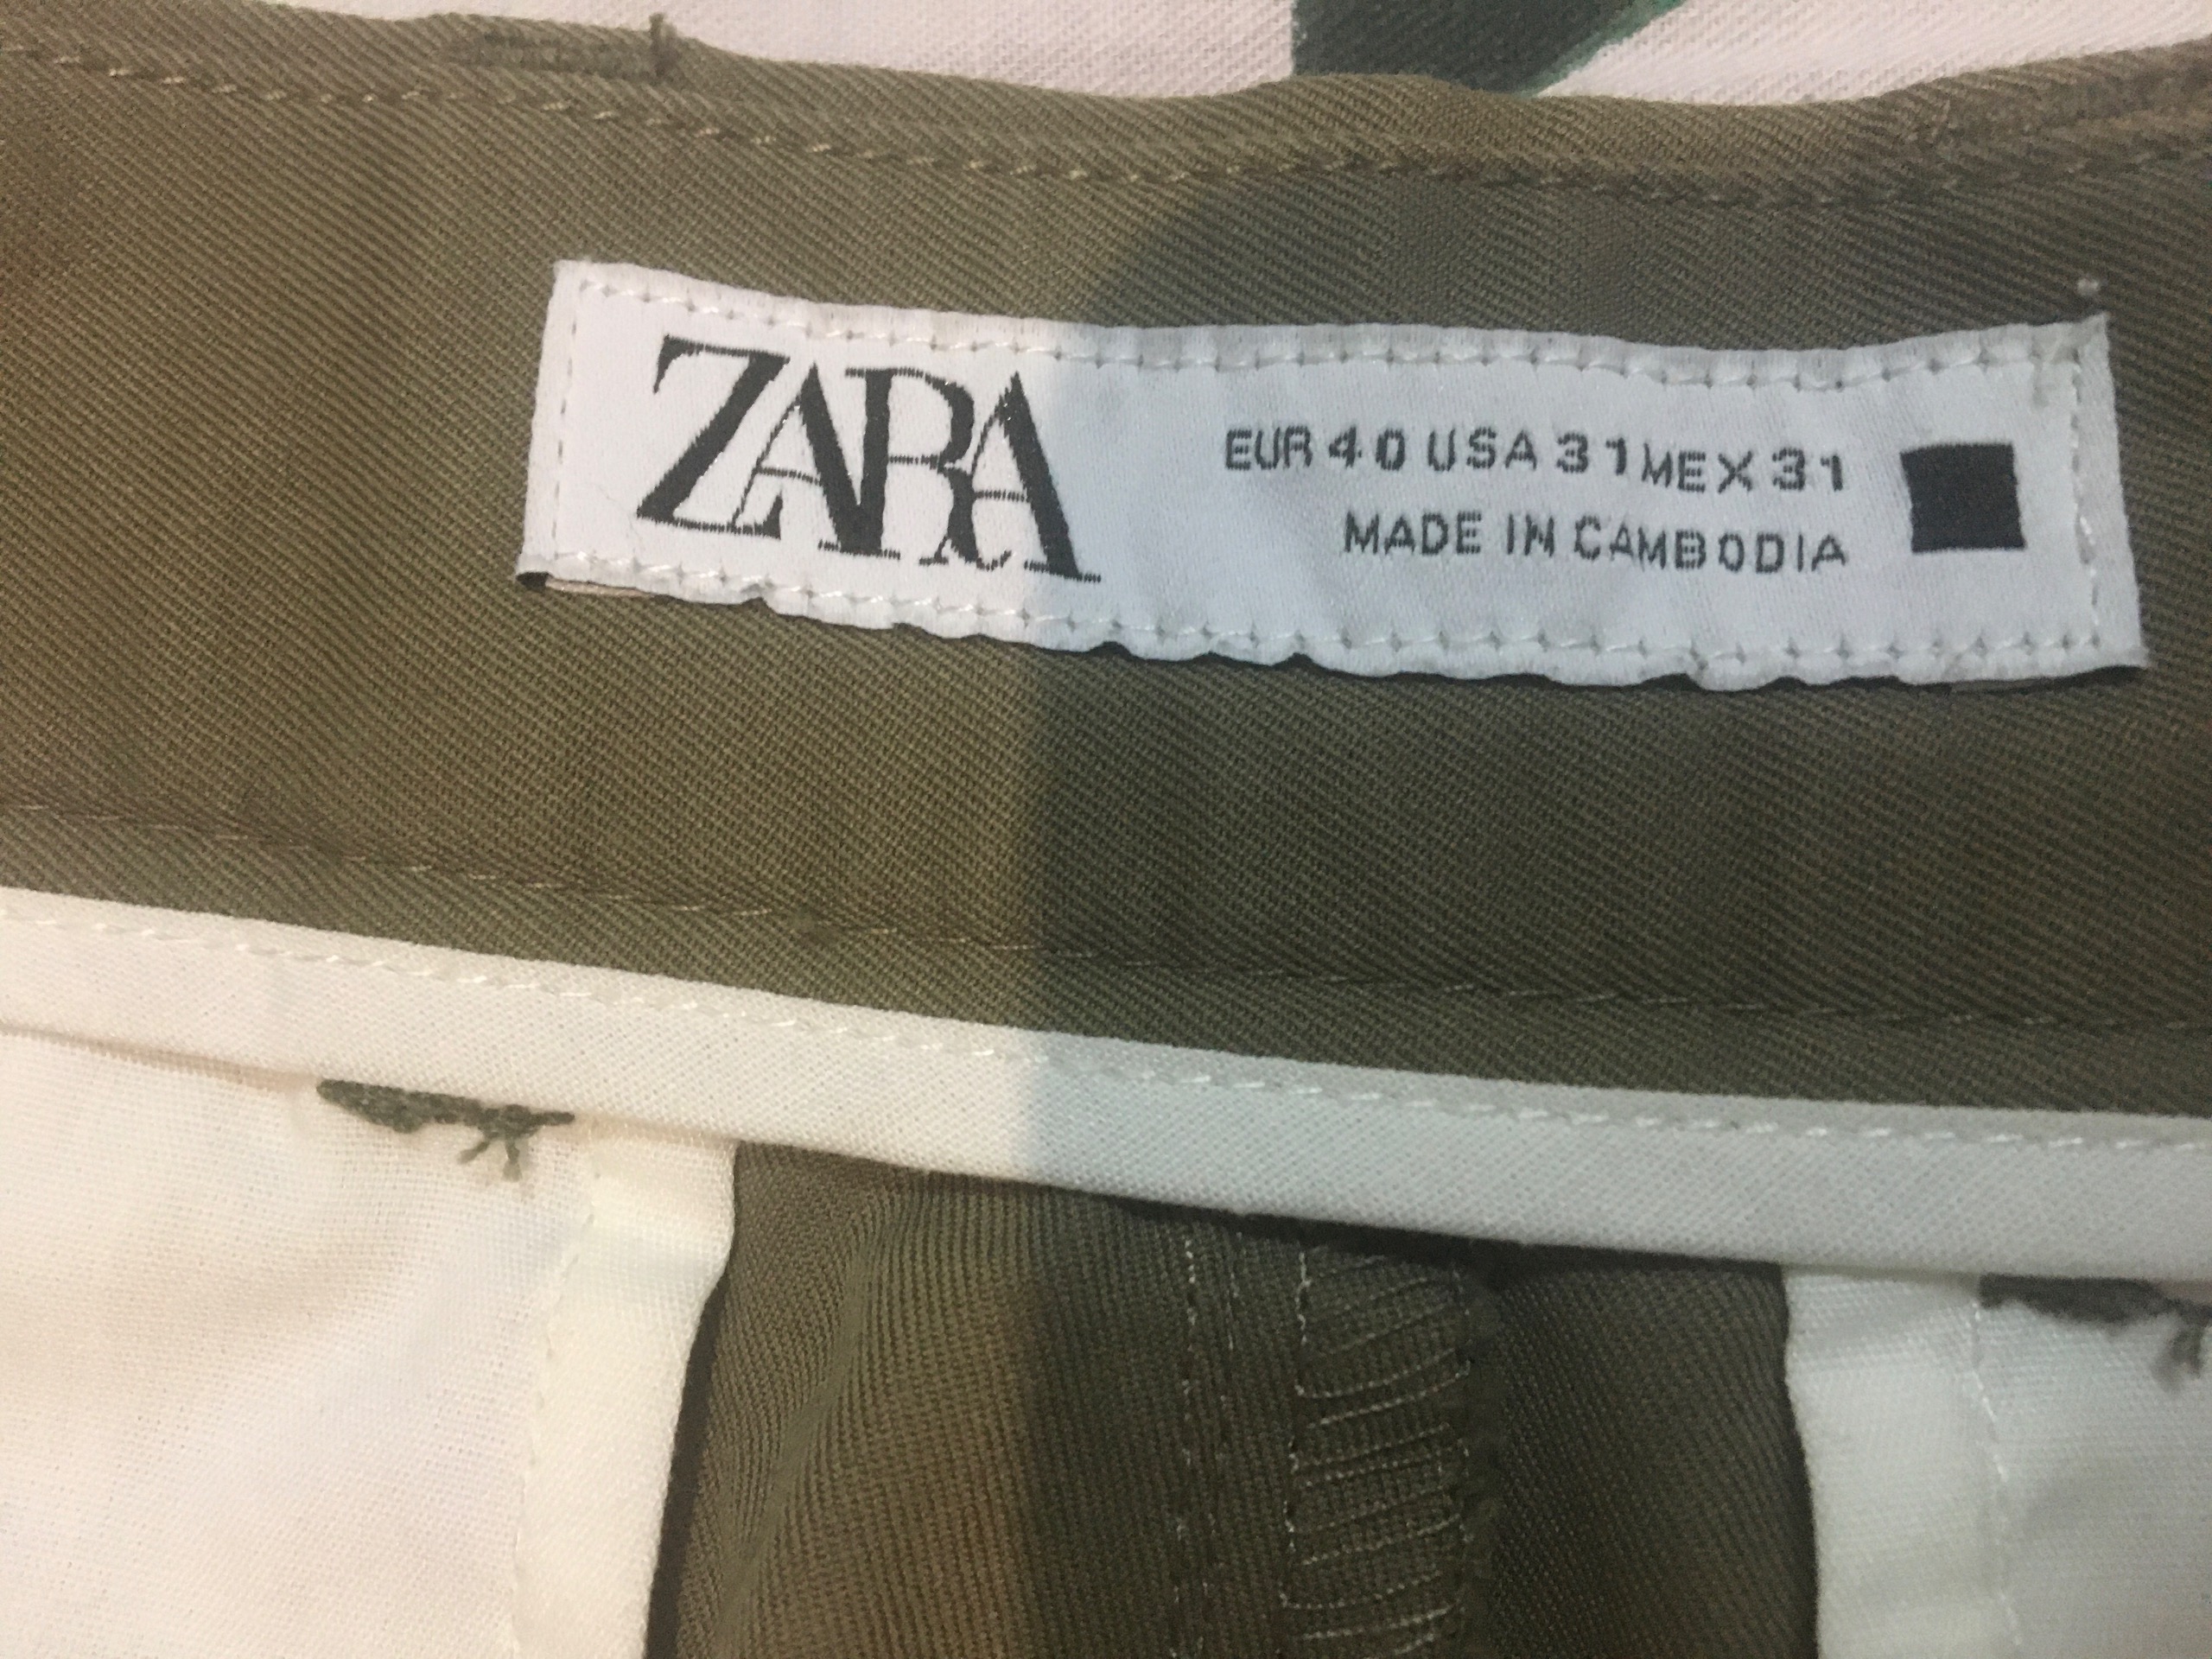 ZARA
EUR 40 USA 31 MEX 31
MADE IN CAMBODIA